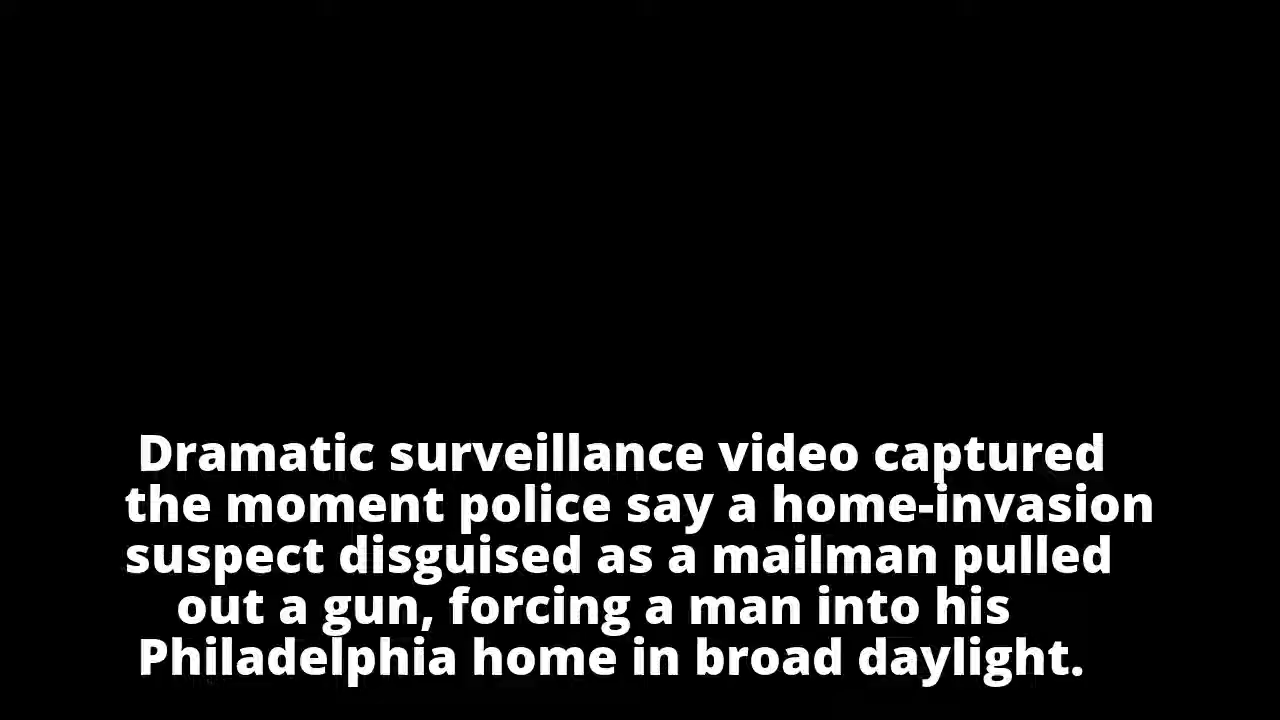 Dramatic surveillance video captured
the moment police say a home-invasion
suspect disguised as a mailman pulled
out a gun, forcing a man into his
Philadelphia home in broad daylight.